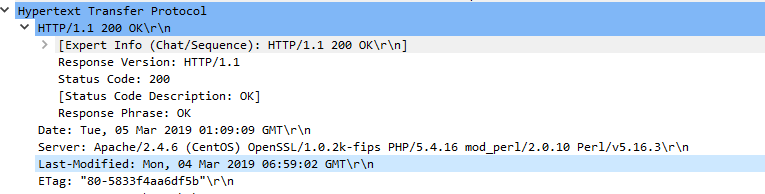 Hypertext Transfer Protocol
HTTP/1.1 200 OK\r\n
[Expert Info (Chat/Sequence): HTTP/1.1 200 OK\r\n]
Response Version: HTTP/1.1
Status Code: 200
[Status Code Description: OK]
Response Phrase: OK
Date: Tue, 05 Mar 2019 01:09:09 GMT\r\n
Server: Apache/2.4.6 (CentOS) OpenSSL/1.0.2k-fips PHP/5.4.16 mod_perl/2.0.10 Perl/v5.16.3\r\n
Last-Modified: Mon, 04 Mar 2019 06:59:02 GMT\r\n
ETag: "80-5833f4aa6df5b"\r\n